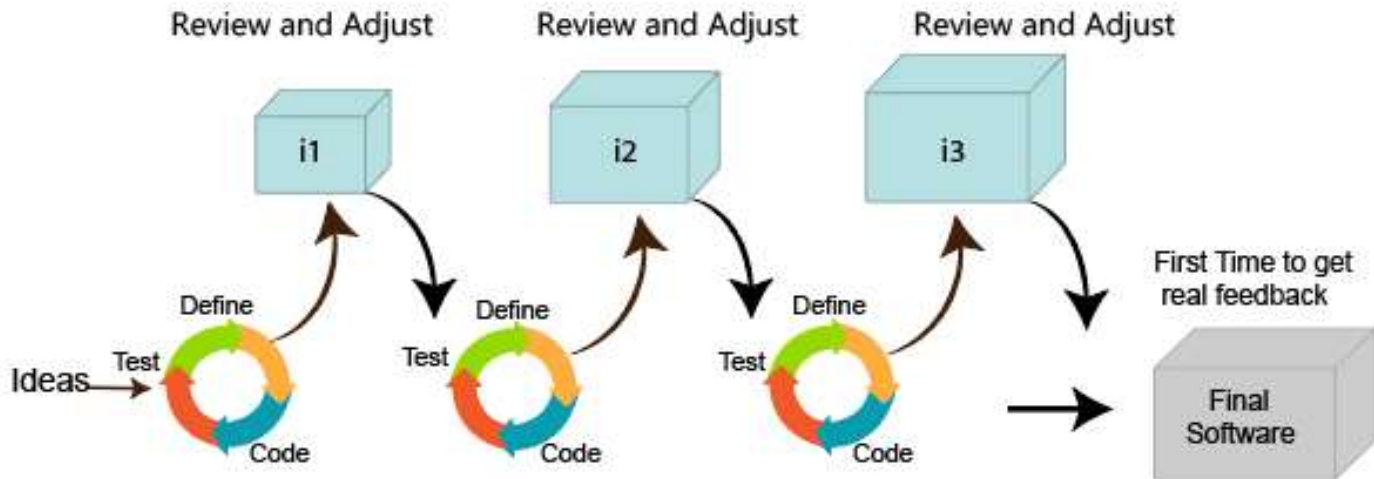 Review and Adjust
Review and Adjust
Review and Adjust
i1
i2
i3
First Time to get
real feedback
Define
Define
Define
Test
Test
Test
Ideas
Final
Software
Code
Code
Code